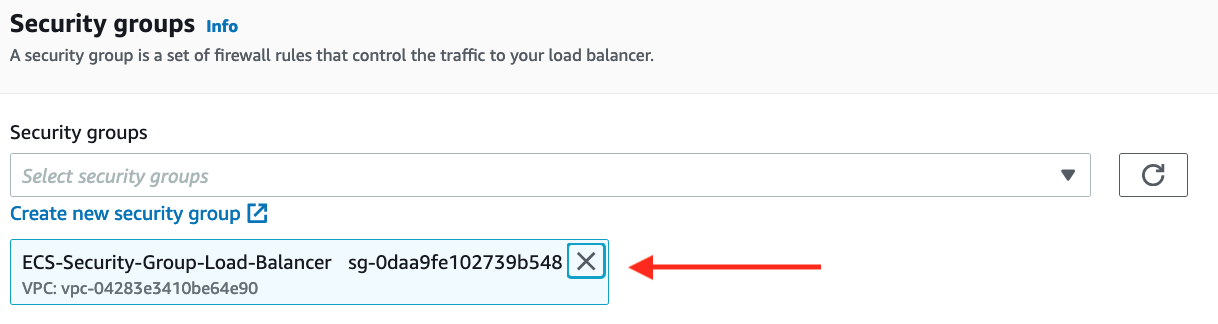 Security groups Info
A security group is a set of firewall rules that control the traffic to your load balancer.
Security groups
Select security groups
Create new security group
ECS-Security-Group-Load-Balancer sg-0daa9fe102739b548
VPC: vpc-04283e3410be64e90